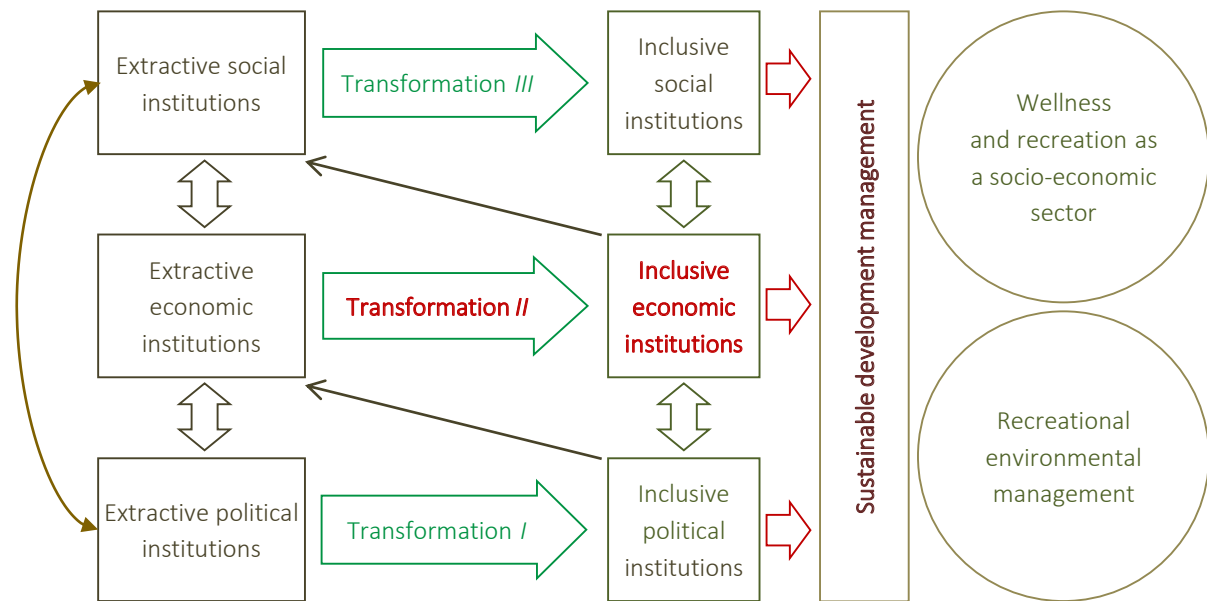 Extractive social
institutions
Transformation III
Inclusive
social
institutions
Extractive
economic
institutions
Transformation II
Inclusive
economic
institutions
Extractive political
institutions
Transformation I
Inclusive
political
institutions
Sustainable development management
Wellness
and recreation as
a socio-economic
sector
Recreational
environmental
management